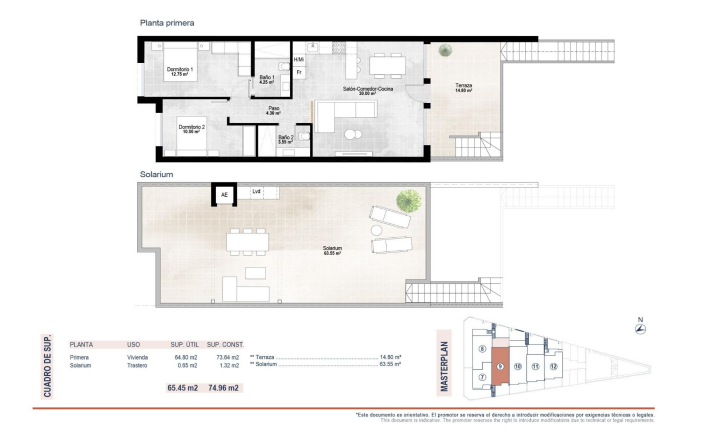 Planta primera
Dormitorio 1
12.75 m²
Baño 1
4.25 m²
H/Mi
Fr
Salón-Comedor-Cocina
30.00 m²
Terraza
14.80 m²
Paso
4.30 m²
Dormitorio 2
10.00 m²
Baño 2
Solarium
AE
Lvd
Solarium
63.55 m²
CUADRO DE SUP.
PLANTA USO SUP. ÚTIL SUP. CONST.
Primera Vivienda 64.80 m2 73.64 m2 ** Terraza 14.80 m²
Solarium Trastero 0.65 m2 1.32 m2 ** Solarium 63.55 m²
65.45 m2 74.96 m2
MASTERPLAN
N
8
7
9
10
11
12
*Este documento es orientativo. El promotor se reserva el derecho a introducir modificaciones por exigencias técnicas o legales.
This document is indicative. The promoter reserves the right to introduce modifications due to technical or legal requirements.